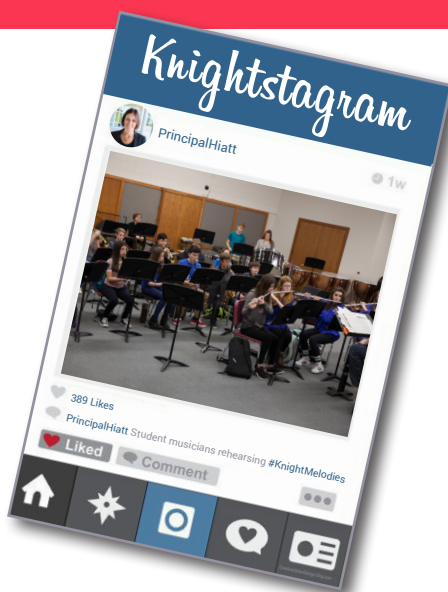 Knightstagram
PrincipalHiatt
1w
389 Likes
PrincipalHiatt Student musicians rehearsing #KnightMelodies
Liked
Comment